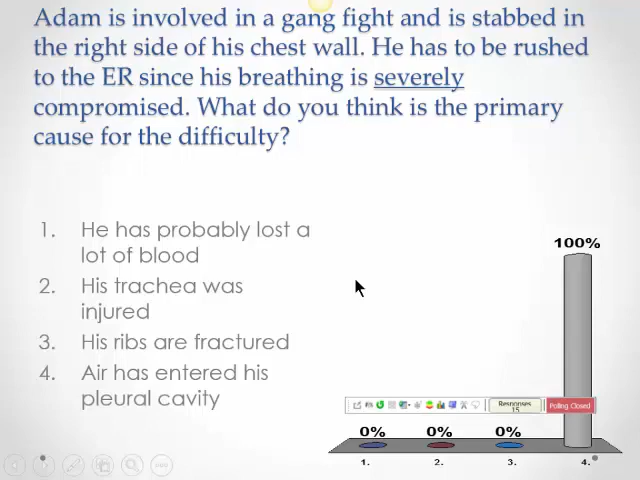 Adam is involved in a gang fight and is stabbed in
the right side of his chest wall. He has to be rushed
to the ER since his breathing is severely
compromised. What do you think is the primary
cause for the difficulty?
1. He has probably lost a
lot of blood
2. His trachea was
injured
3. His ribs are fractured
4. Air has entered his
pleural cavity
100%
Responses
15
Polling Closed
0% 0% 0%
1. 2. 3. 4.